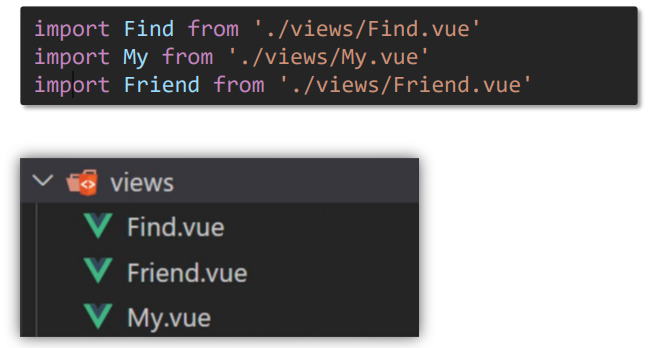 import Find from './views/Find.vue'
import My from './views/My.vue'
import Friend from './views/Friend.vue'
views
Find.vue
Friend.vue
My.vue